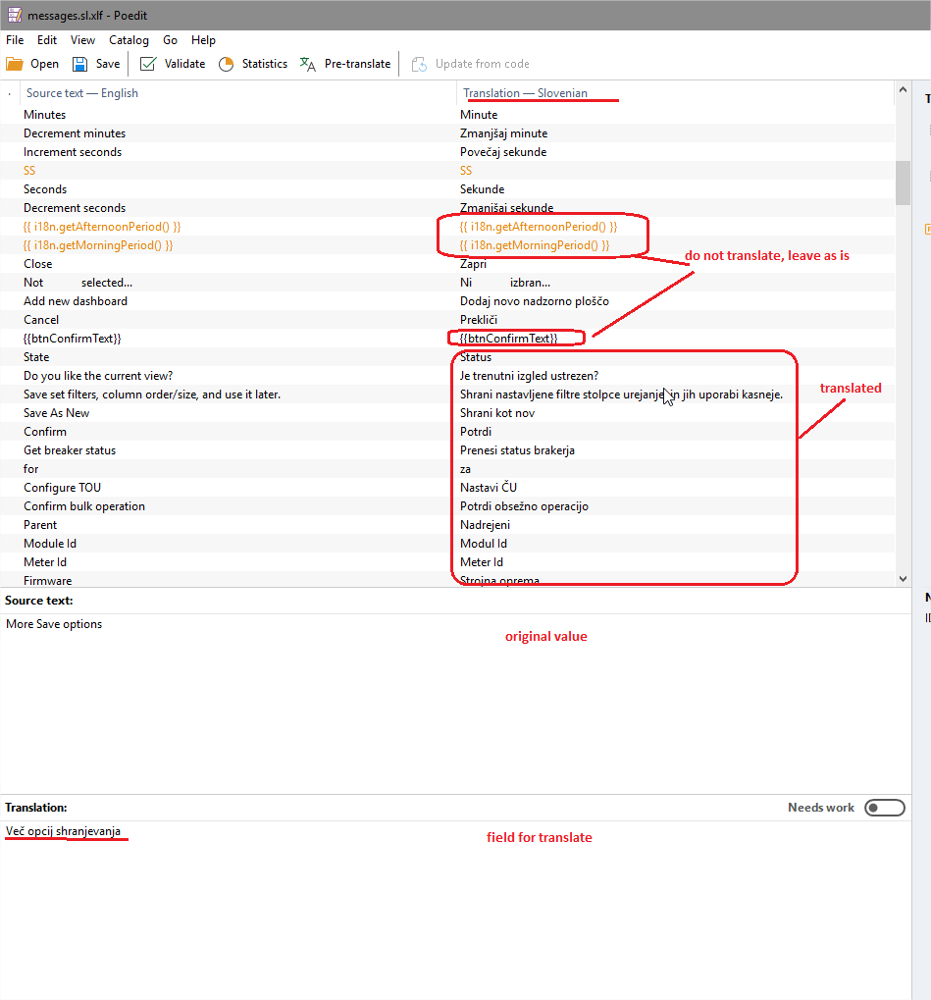 messages.sl.xlf - Poedit
File Edit View Catalog Go Help
Open Save Validate Statistics Pre-translate Update from code
Source text — English Translation — Slovenian
Minutes Minute
Decrement minutes Zmanjšaj minute
Increment seconds Povečaj sekunde
SS SS
Seconds Sekunde
Decrement seconds Zmanjšaj sekunde
{{ i18n.getAfternoonPeriod() }} {{ i18n.getAfternoonPeriod() }}
{{ i18n.getMorningPeriod() }} {{ i18n.getMorningPeriod() }}
do not translate, leave as is
Close Zapri
Not selected... Ni izbran...
Add new dashboard Dodaj novo nadzorno ploščo
Cancel Prekliči
{{btnConfirmText}} {{btnConfirmText}}
State Status
Do you like the current view? Je trenutni izgled ustrezen?
translated
Save set filters, column order/size, and use it later. Shrani nastavljene filtre stolpce urejanje in jih uporabi kasneje.
Save As New Shrani kot nov
Confirm Potrdi
Get breaker status Prenesi status brakerja
for za
Configure TOU Nastavi ČU
Confirm bulk operation Potrdi obsežno operacijo
Parent Nadrejeni
Module Id Modul Id
Meter Id Meter Id
Firmware Strojna oprema
Source text:
More Save options
original value
Translation: Needs work
Več opcij shranjevanja
field for translate